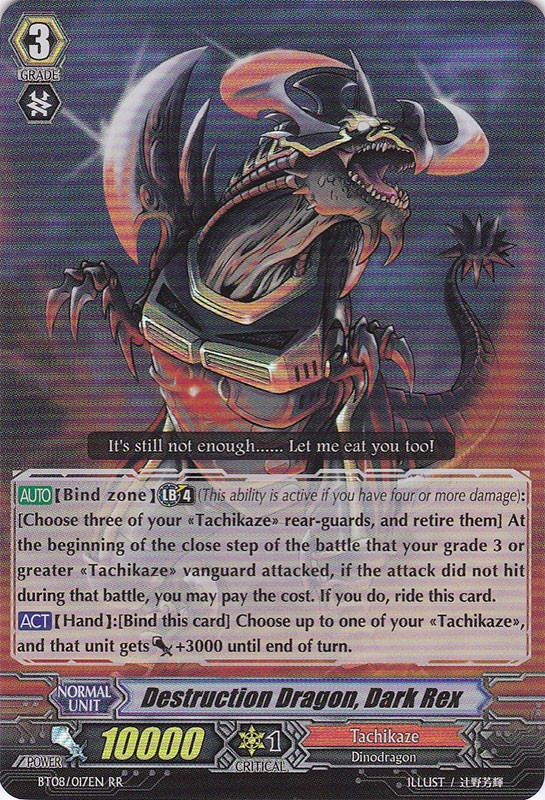 3
GRADE
It's still not enough...... Let me eat you too!
AUTO【Bind zone】LB4(This ability is active if you have four or more damage):
[Choose three of your «Tachikaze» rear-guards, and retire them] At
the beginning of the close step of the battle that your grade 3 or
greater «Tachikaze» vanguard attacked, if the attack did not hit
during that battle, you may pay the cost. If you do, ride this card.
ACT【Hand】:[Bind this card] Choose up to one of your «Tachikaze»,
and that unit gets +3000 until end of turn.
NORMAL
UNIT
Destruction Dragon, Dark Rex
POWER
10000
1
CRITICAL
Tachikaze
Dinodragon
BT08/017EN RR
ILLUST / 辻野芳輝